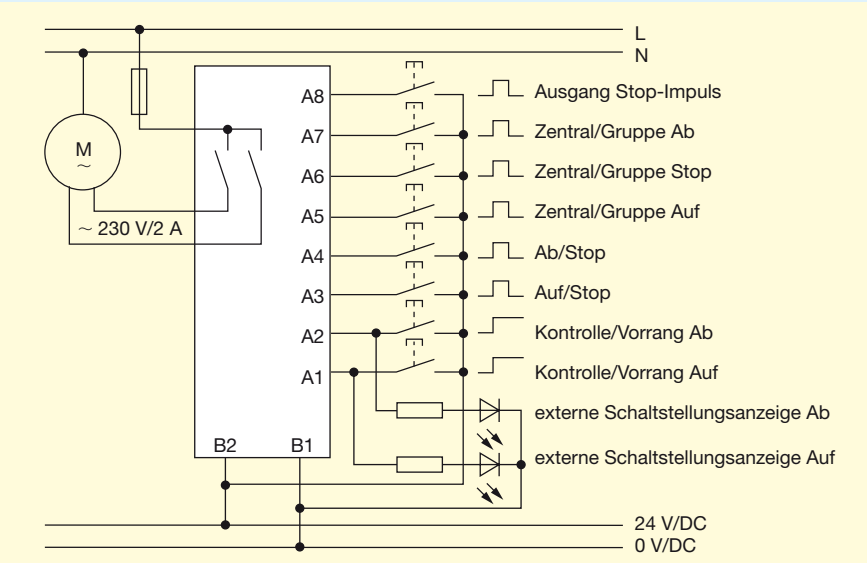 L
N
A8
Ausgang Stop-Impuls
A7
Zentral/Gruppe Ab
M
~
A6
Zentral/Gruppe Stop
A5
Zentral/Gruppe Auf
~ 230 V/2 A
A4
Ab/Stop
A3
Auf/Stop
A2
Kontrolle/Vorrang Ab
A1
Kontrolle/Vorrang Auf
externe Schaltstellungsanzeige Ab
B2
B1
externe Schaltstellungsanzeige Auf
24 V/DC
0 V/DC